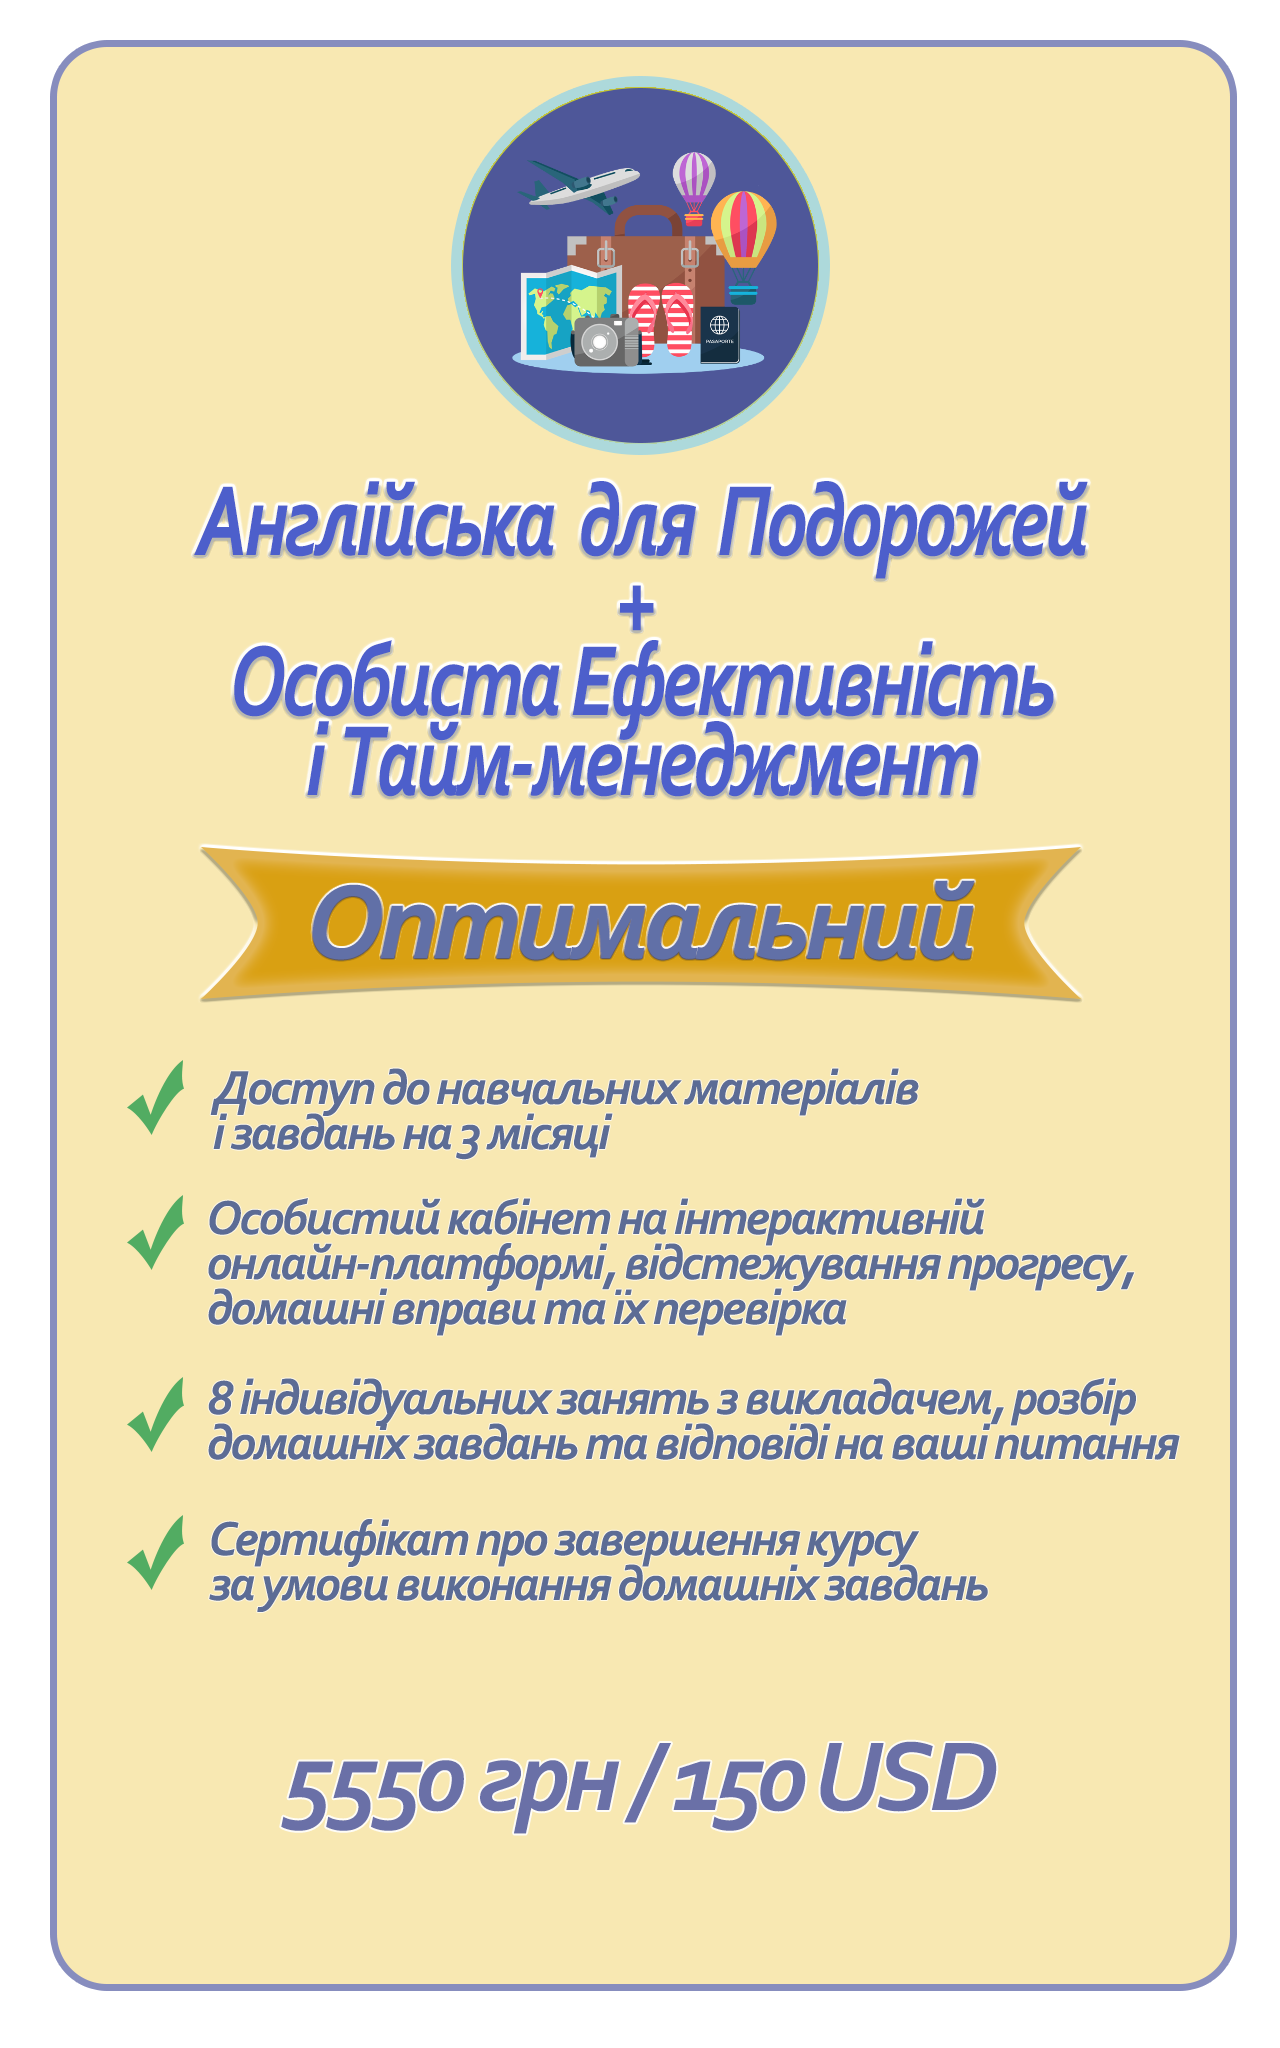 PASAPORTE
Англійська для Подорожей
+
Особиста Ефективність
і Тайм-менеджмент
Оптимальний
Доступ до навчальних матеріалів
і завдань на 3 місяці
Особистий кабінет на інтерактивній
онлайн-платформі, відстежування прогресу,
домашні вправи та їх перевірка
8 індивідуальних занять з викладачем, розбір
домашніх завдань та відповіді на ваші питання
Сертифікат про завершення курсу
за умови виконання домашніх завдань
5550 грн / 150 USD